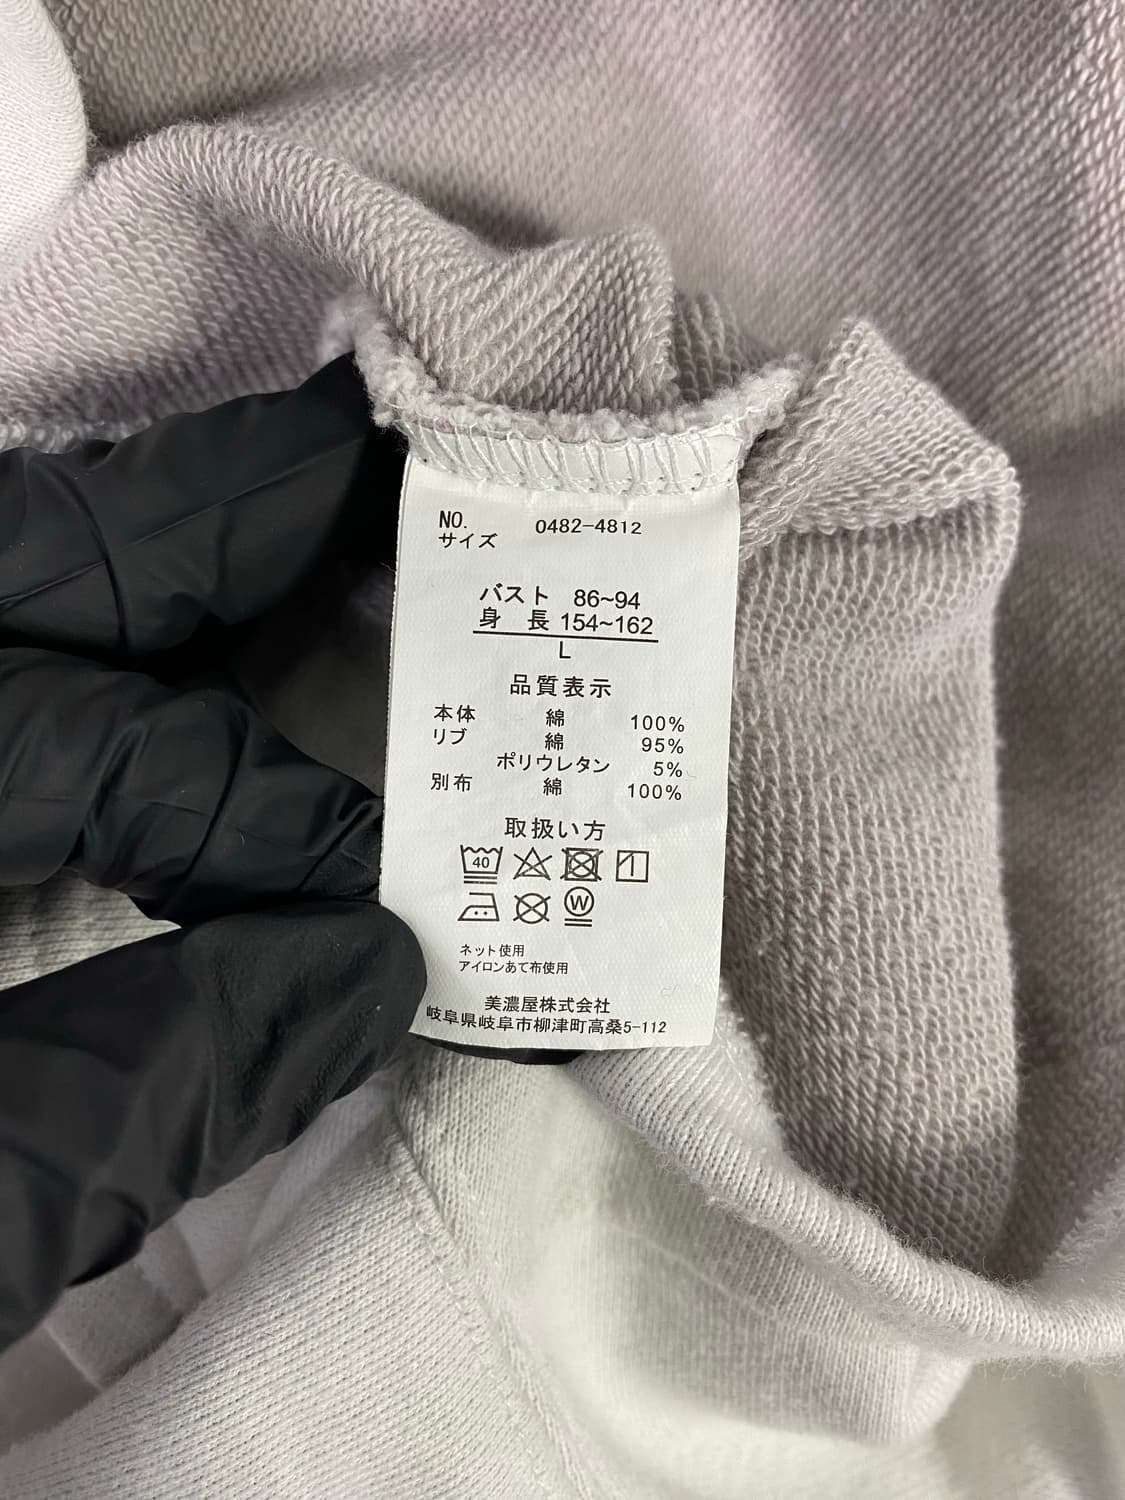 NO. 0482-4812
サイズ
バスト 86~94
身 長 154~162
L
品質表示
本体 綿 100%
リブ 綿 95%
ポリウレタン 5%
別布 綿 100%
取扱い方
40
W
ネット使用
アイロンあて布使用
美濃屋株式会社
岐阜県岐阜市柳津町高桑5-112